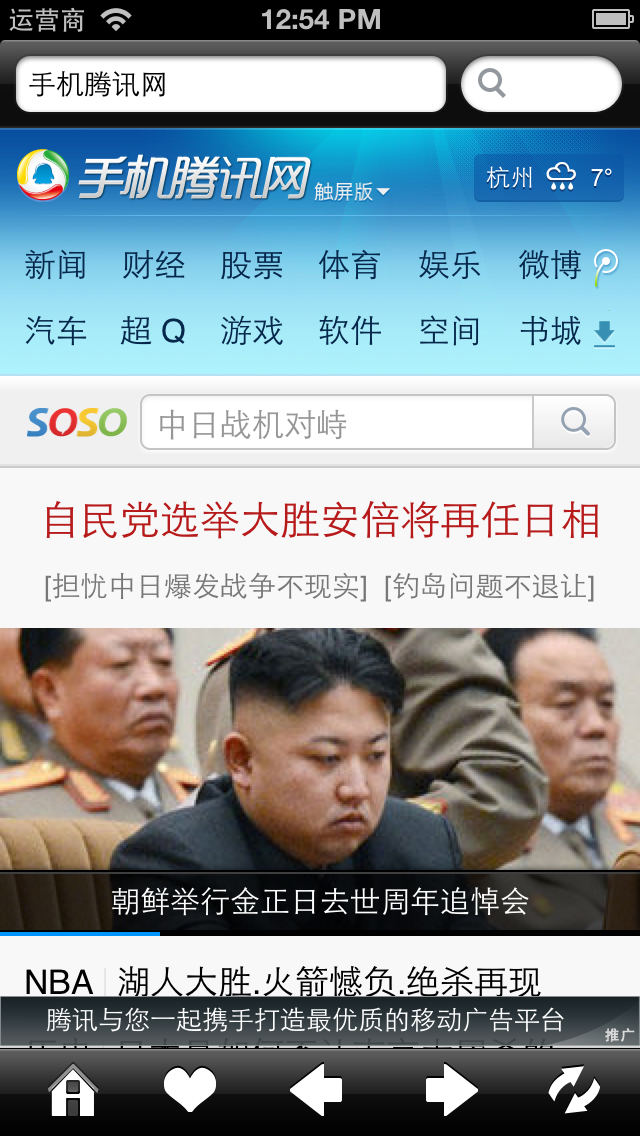 运营商 12:54 PM
手机腾讯网
手机腾讯网 触屏版 杭州 7°
新闻 财经 股票 体育 娱乐 微博
汽车 超Q 游戏 软件 空间 书城
SOSO 中日战机对峙
自民党选举大胜安倍将再任日相
[担忧中日爆发战争不现实] [钓岛问题不退让]
朝鲜举行金正日去世周年追悼会
NBA 湖人大胜.火箭憾负.绝杀再现
腾讯与您一起携手打造最优质的移动广告平台
推广